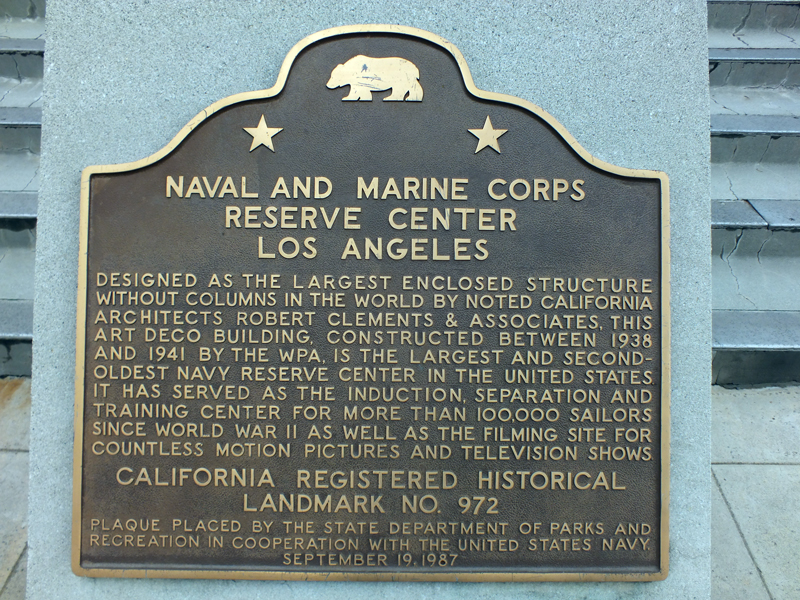 NAVAL AND MARINE CORPS
RESERVE CENTER
LOS ANGELES
DESIGNED AS THE LARGEST ENCLOSED STRUCTURE
WITHOUT COLUMNS IN THE WORLD BY NOTED CALIFORNIA
ARCHITECTS ROBERT CLEMENTS & ASSOCIATES, THIS
ART DECO BUILDING, CONSTRUCTED BETWEEN 1938
AND 1941 BY THE WPA, IS THE LARGEST AND SECOND-
OLDEST NAVY RESERVE CENTER IN THE UNITED STATES.
IT HAS SERVED AS THE INDUCTION, SEPARATION AND
TRAINING CENTER FOR MORE THAN 100,000 SAILORS
SINCE WORLD WAR II AS WELL AS THE FILMING SITE FOR
COUNTLESS MOTION PICTURES AND TELEVISION SHOWS.
CALIFORNIA REGISTERED HISTORICAL
LANDMARK NO. 972
PLAQUE PLACED BY THE STATE DEPARTMENT OF PARKS AND
RECREATION IN COOPERATION WITH THE UNITED STATES NAVY.
SEPTEMBER 19, 1987